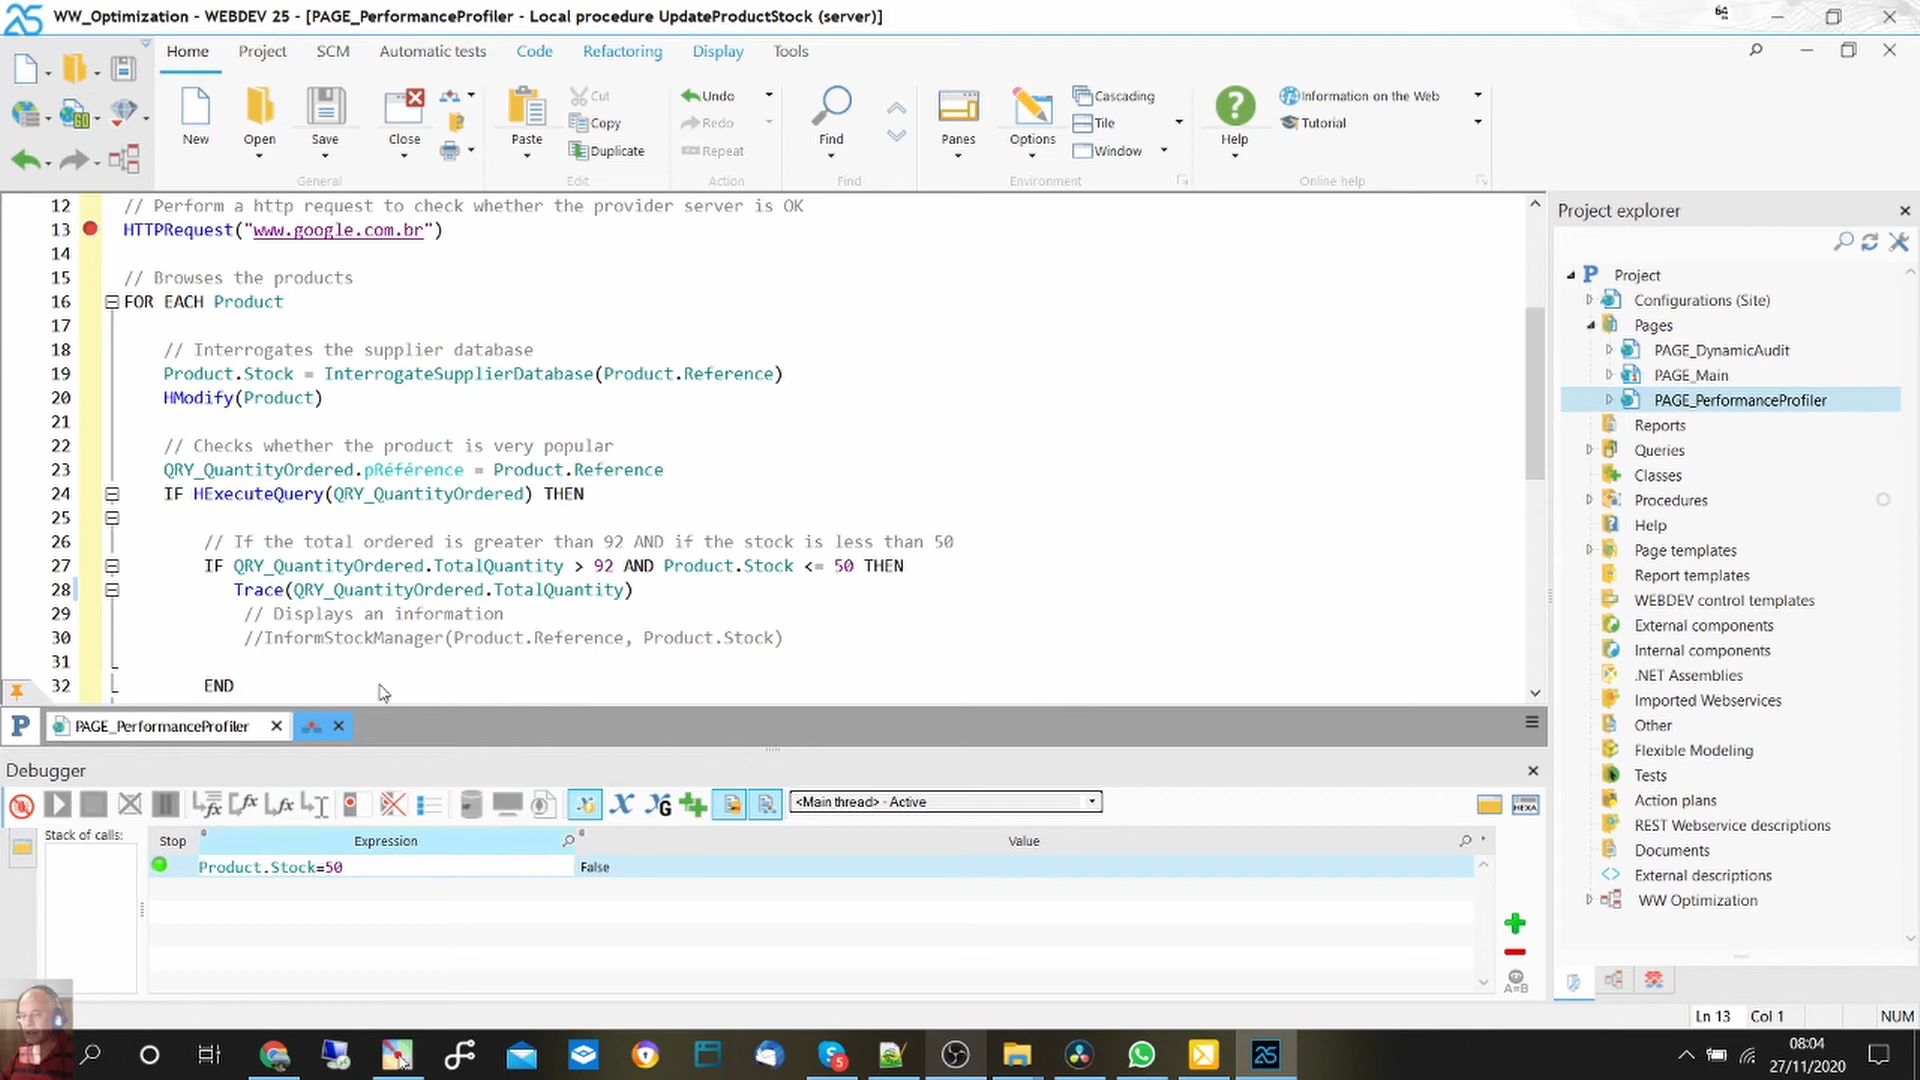 WW_Optimization - WEBDEV 25 - [PAGE_PerformanceProfiler - Local procedure UpdateProductStock (server)]
64
Home Project SCM Automatic tests Code Refactoring Display Tools
New Open Save Close Paste Cut Copy Duplicate Undo Redo Repeat Find Panes Options Cascading Tile Window Help Information on the Web Tutorial
General Edit Action Find Environment Online help
12 // Perform a http request to check whether the provider server is OK
13 HTTPRequest("www.google.com.br")
14
15 // Browses the products
16 FOR EACH Product
17
18 // Interrogates the supplier database
19 Product.Stock = InterrogateSupplierDatabase(Product.Reference)
20 HModify(Product)
21
22 // Checks whether the product is very popular
23 QRY_QuantityOrdered.pRéférence = Product.Reference
24 IF HExecuteQuery(QRY_QuantityOrdered) THEN
25
26 // If the total ordered is greater than 92 AND if the stock is less than 50
27 IF QRY_QuantityOrdered.TotalQuantity > 92 AND Product.Stock <= 50 THEN
28 Trace(QRY_QuantityOrdered.TotalQuantity)
29 // Displays an information
30 //InformStockManager(Product.Reference, Product.Stock)
31
32 END
PAGE_PerformanceProfiler
Debugger
<Main thread> - Active
HEXA
Stack of calls:
Stop Expression Value
Product.Stock=50 False
A=B
Project explorer
Project
Configurations (Site)
Pages
PAGE_DynamicAudit
PAGE_Main
PAGE_PerformanceProfiler
Reports
Queries
Classes
Procedures
Help
Page templates
Report templates
WEBDEV control templates
External components
Internal components
.NET Assemblies
Imported Webservices
Other
Flexible Modeling
Tests
Action plans
REST Webservice descriptions
Documents
External descriptions
WW Optimization
Ln 13 Col 1 NUM
08:04
27/11/2020